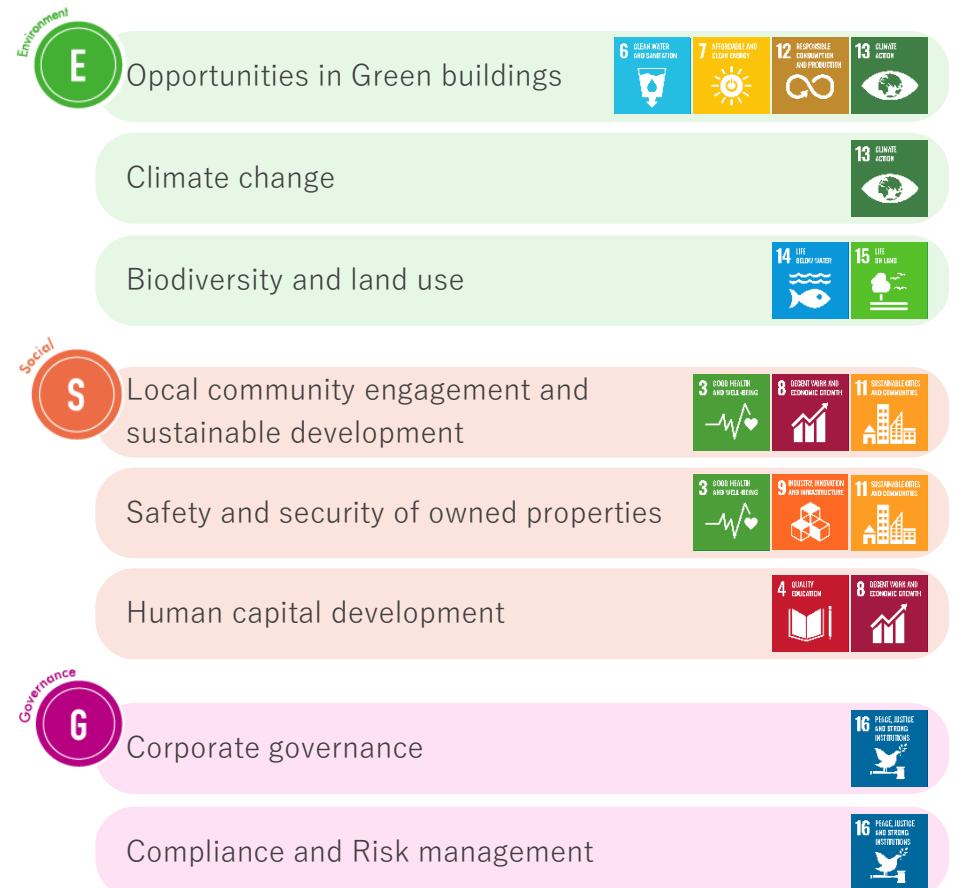 Environment
E
Opportunities in Green buildings
6 CLEAN WATER
AND SANITATION
7 AFFORDABLE AND
CLEAN ENERGY
12 RESPONSIBLE
CONSUMPTION
AND PRODUCTION
13 CLIMATE
ACTION
Climate change
13 CLIMATE
ACTION
Biodiversity and land use
14 LIFE
BELOW WATER
15 LIFE
ON LAND
Social
S
Local community engagement and
sustainable development
3 GOOD HEALTH
AND WELL-BEING
8 DECENT WORK AND
ECONOMIC GROWTH
11 SUSTAINABLE CITIES
AND COMMUNITIES
Safety and security of owned properties
3 GOOD HEALTH
AND WELL-BEING
9 INDUSTRY, INNOVATION
AND INFRASTRUCTURE
11 SUSTAINABLE CITIES
AND COMMUNITIES
Human capital development
4 QUALITY
EDUCATION
8 DECENT WORK AND
ECONOMIC GROWTH
Governance
G
Corporate governance
16 PEACE, JUSTICE
AND STRONG
INSTITUTIONS
Compliance and Risk management
16 PEACE, JUSTICE
AND STRONG
INSTITUTIONS